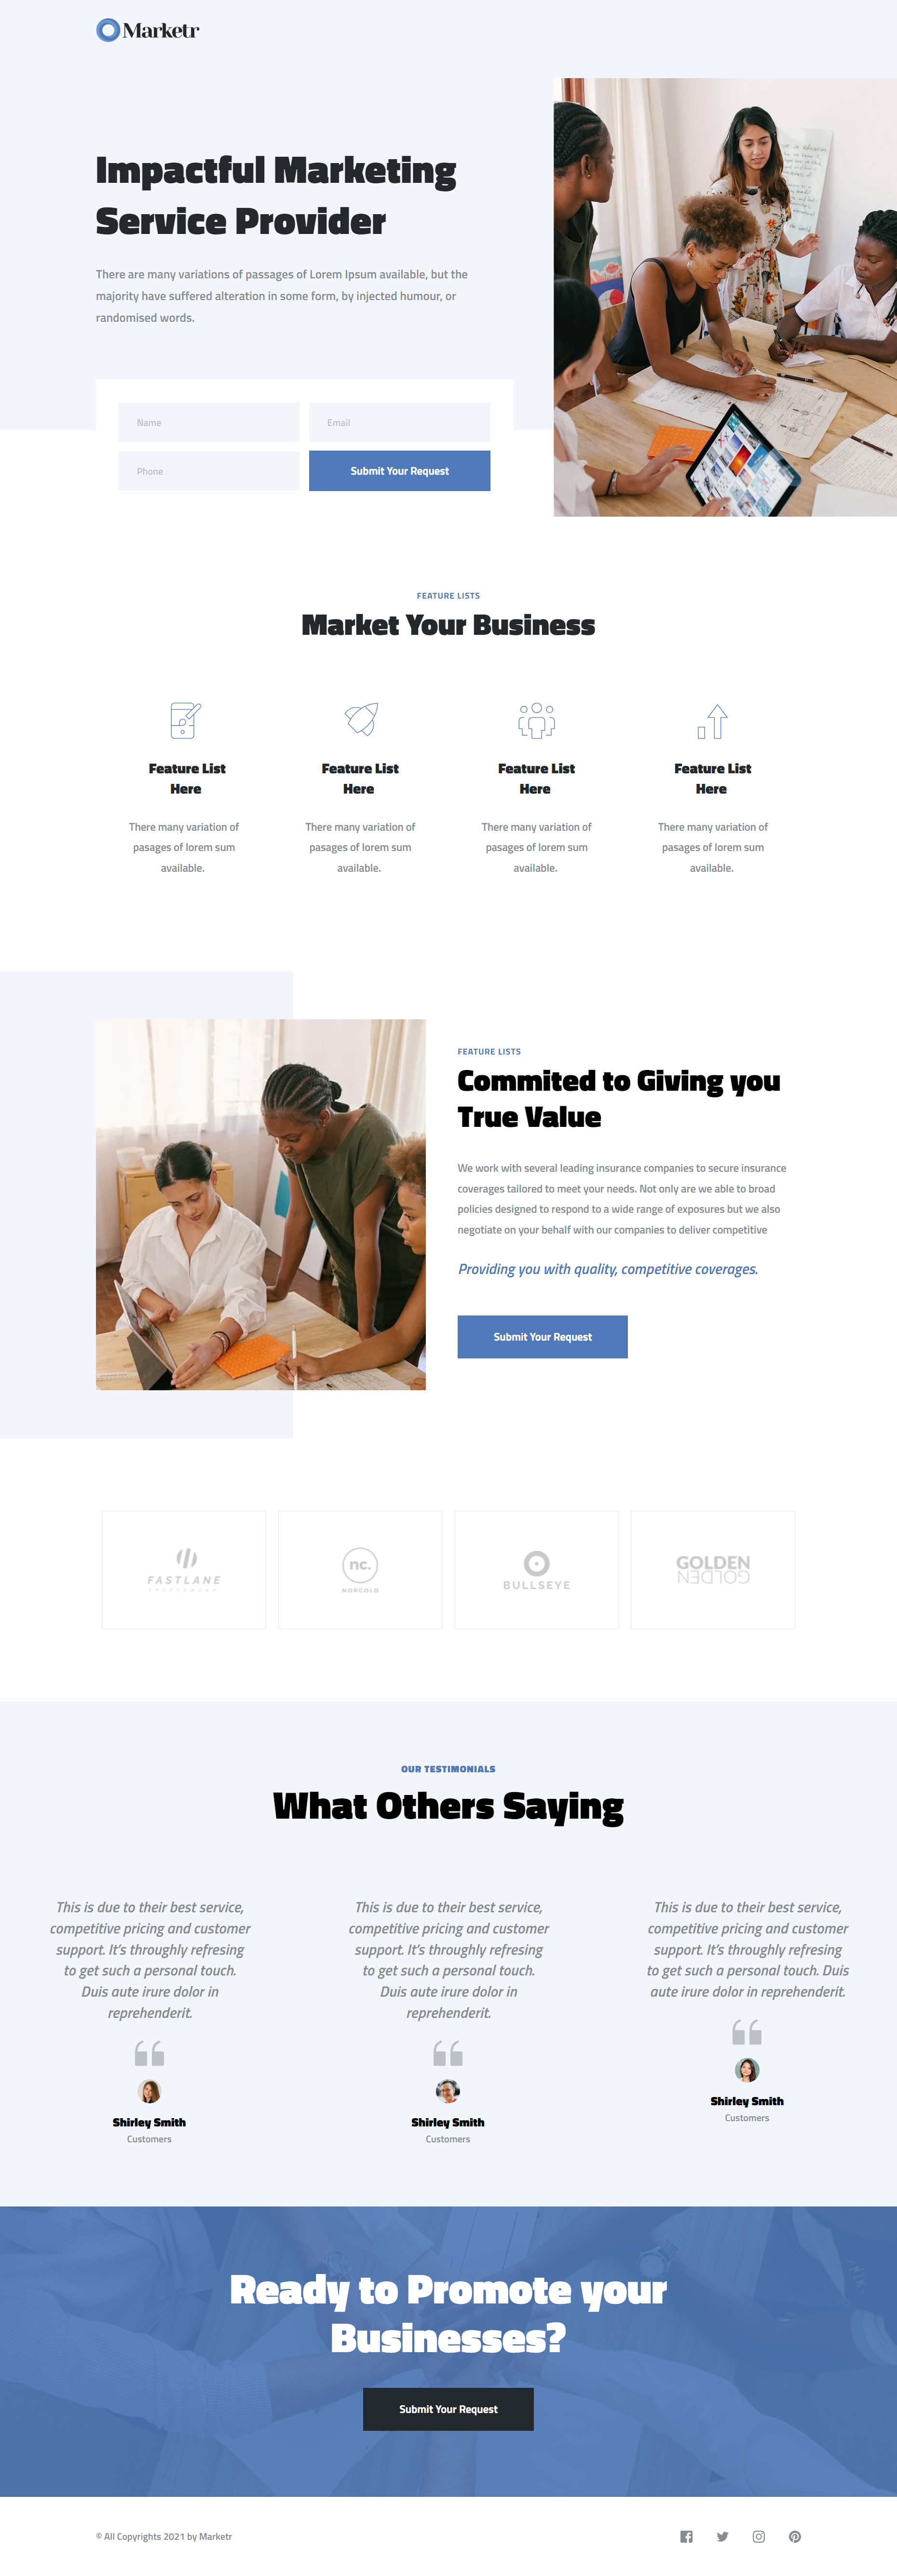 Marketr
Impactful Marketing
Service Provider
There are many variations of passages of Lorem Ipsum available, but the
majority have suffered alteration in some form, by injected humour, or
randomised words.
Name
Email
Phone
Submit Your Request
FEATURE LISTS
Market Your Business
Feature List
Here
There many variation of
pasages of lorem sum
available.
Feature List
Here
There many variation of
pasages of lorem sum
available.
Feature List
Here
There many variation of
pasages of lorem sum
available.
Feature List
Here
There many variation of
pasages of lorem sum
available.
FEATURE LISTS
Commited to Giving you
True Value
We work with several leading insurance companies to secure insurance
coverages tailored to meet your needs. Not only are we able to broad
policies designed to respond to a wide range of exposures but we also
negotiate on your behalf with our companies to deliver competitive
Providing you with quality, competitive coverages.
Submit Your Request
FASTLANE
SPORTSWEAR
nc.
NORCOLD
BULLSEYE
GOLDEN
GOLDEN
OUR TESTIMONIALS
What Others Saying
This is due to their best service,
competitive pricing and customer
support. It's throughly refresing
to get such a personal touch.
Duis aute irure dolor in
reprehenderit.
Shirley Smith
Customers
This is due to their best service,
competitive pricing and customer
support. It's throughly refresing
to get such a personal touch.
Duis aute irure dolor in
reprehenderit.
Shirley Smith
Customers
This is due to their best service,
competitive pricing and customer
support. It's throughly refresing
to get such a personal touch. Duis
aute irure dolor in reprehenderit.
Shirley Smith
Customers
Ready to Promote your
Businesses?
Submit Your Request
© All Copyrights 2021 by Marketr